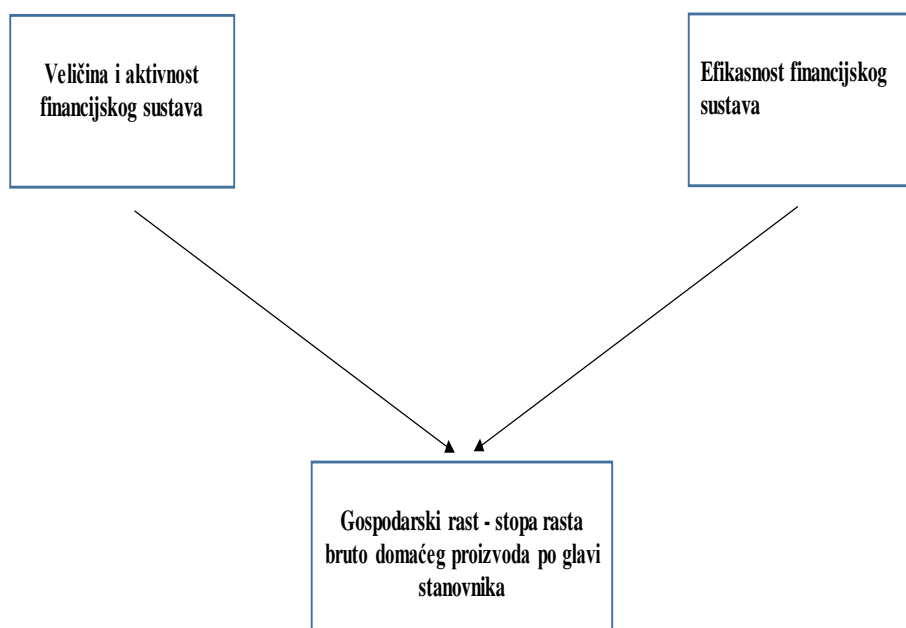 Veličina i aktivnost
financijskog sustava
Efikasnost financijskog
sustava
Gospodarski rast - stopa rasta
bruto domaćeg proizvoda po glavi
stanovnika